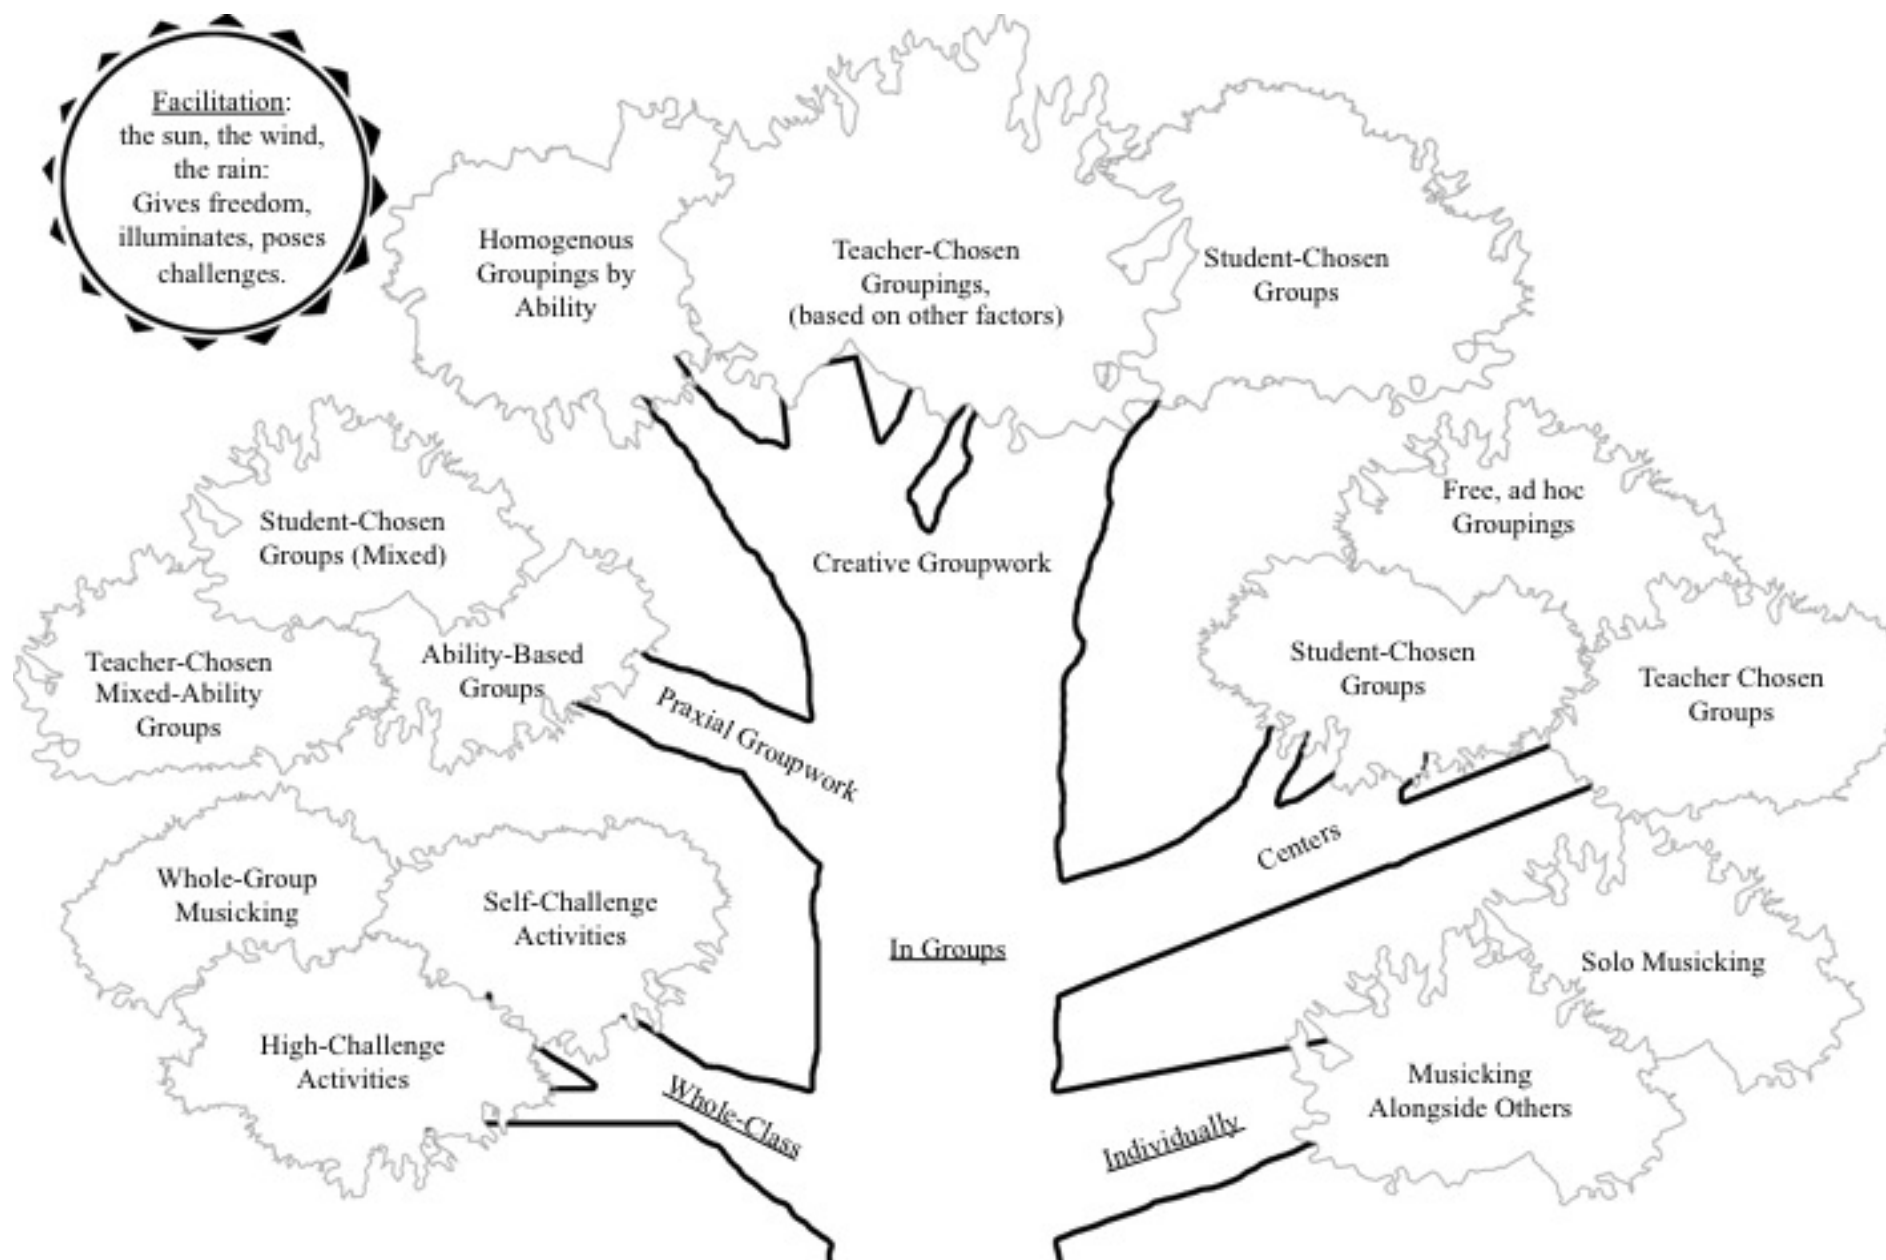 Facilitation:
the sun, the wind,
the rain:
Gives freedom,
illuminates, poses
challenges.
Homogenous
Groupings by
Ability
Teacher-Chosen
Groupings,
(based on other factors)
Student-Chosen
Groups
Student-Chosen
Groups (Mixed)
Teacher-Chosen
Mixed-Ability
Groups
Ability-Based
Groups
Praxial Groupwork
Creative Groupwork
Free, ad hoc
Groupings
Student-Chosen
Groups
Teacher Chosen
Groups
Centers
Whole-Group
Musicking
Self-Challenge
Activities
High-Challenge
Activities
Whole-Class
In Groups
Individually
Solo Musicking
Musicking
Alongside Others